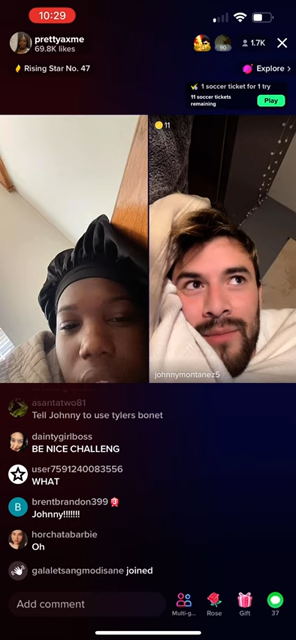 10:29
prettyaxme
69.8K likes
1.7K
Rising Star No. 47
Explore >
1 soccer ticket for 1 try
11 soccer tickets
remaining
Play
11
johnnymontanez5
asantatwo81
Tell Johnny to use tylers bonet
daintygirlboss
BE NICE CHALLENG
user7591240083556
WHAT
B
brentbrandon399
Johnny!!!!!!!
horchatabarbie
Oh
galaletsangmodisane joined
Add comment
Multi-g...
Rose
Gift
37